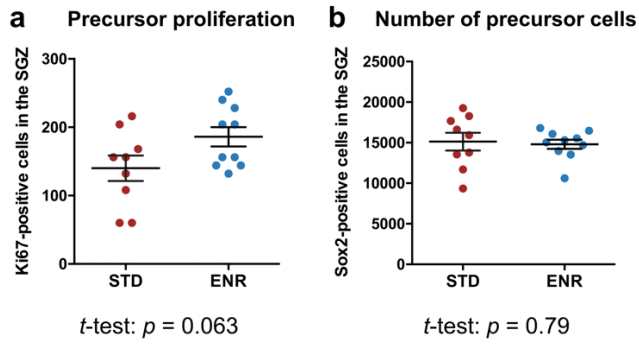 a Precursor proliferation
Ki67-positive cells in the SGZ
300
200
100
0
STD ENR
t-test: p = 0.063
b Number of precursor cells
Sox2-positive cells in the SGZ
25000
20000
15000
10000
5000
0
STD ENR
t-test: p = 0.79